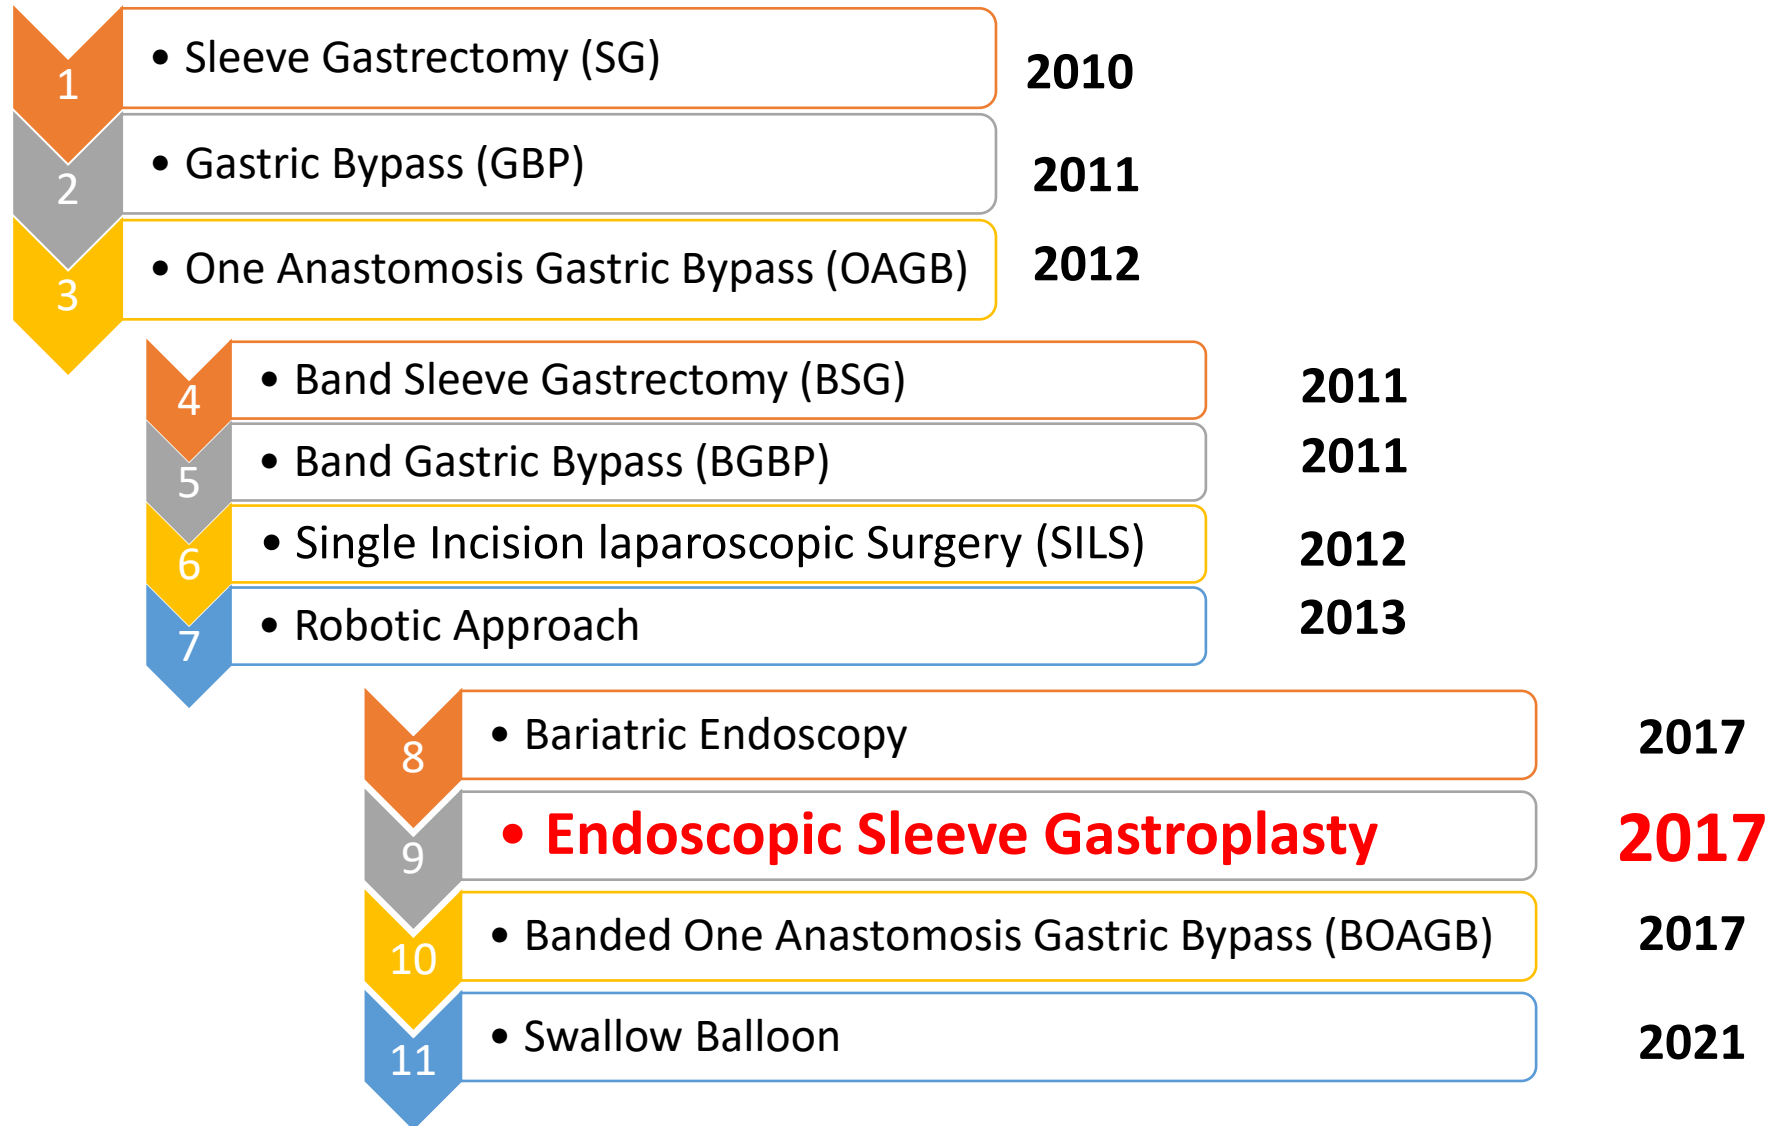 1
• Sleeve Gastrectomy (SG)
2010
2
• Gastric Bypass (GBP)
2011
3
• One Anastomosis Gastric Bypass (OAGB)
2012
4
• Band Sleeve Gastrectomy (BSG)
2011
5
• Band Gastric Bypass (BGBP)
2011
6
• Single Incision laparoscopic Surgery (SILS)
2012
7
• Robotic Approach
2013
8
• Bariatric Endoscopy
2017
9
• Endoscopic Sleeve Gastroplasty
2017
10
• Banded One Anastomosis Gastric Bypass (BOAGB)
2017
11
• Swallow Balloon
2021